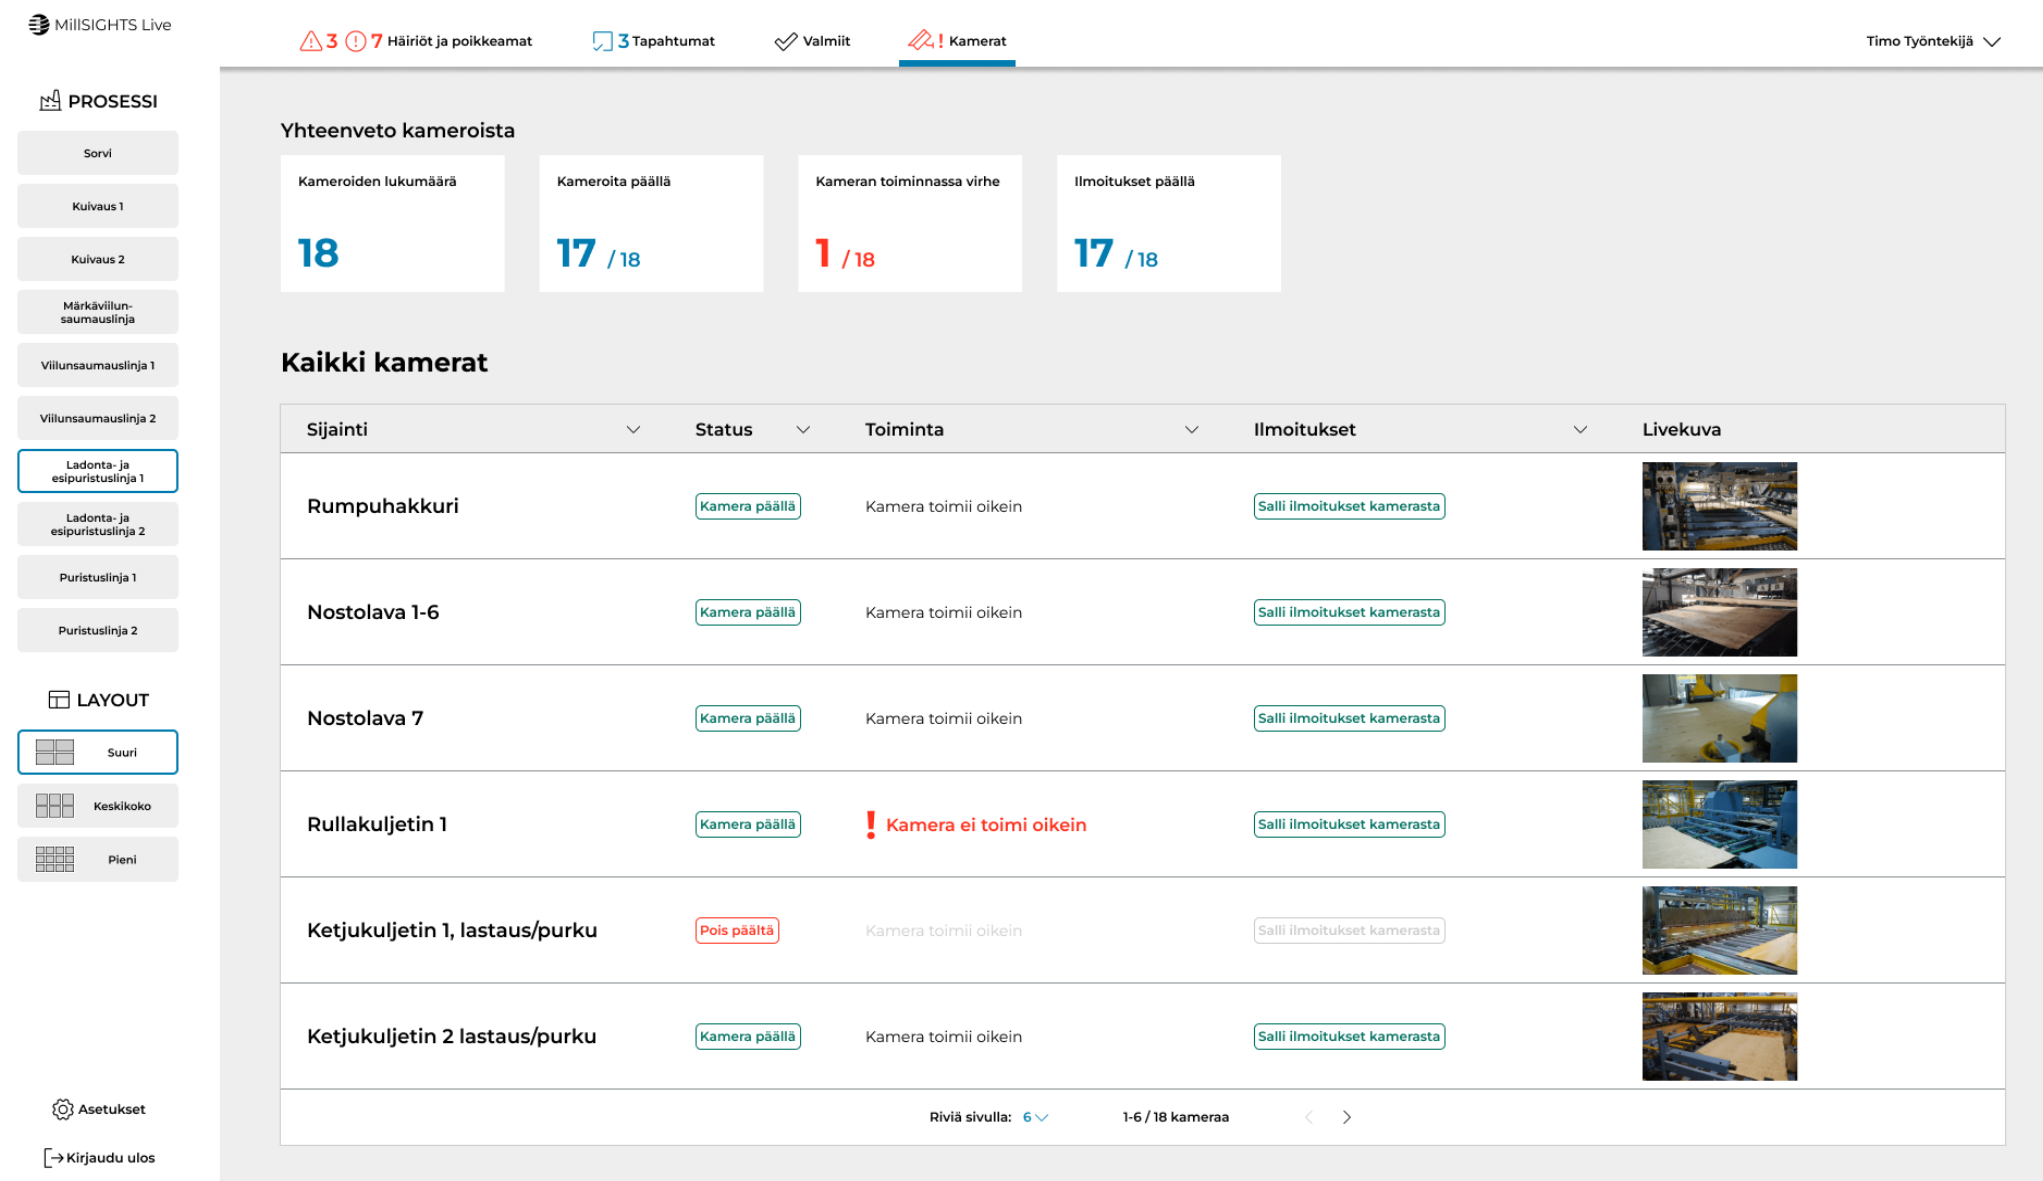 MillSIGHTS Live
3 7 Häiriöt ja poikkeamat
3 Tapahtumat
Valmiit
! Kamerat
Timo Työntekijä
PROSESSI
Sorvi
Kuivaus 1
Kuivaus 2
Märkäviilun-
saumauslinja
Viilunsaumauslinja 1
Viilunsaumauslinja 2
Ladonta- ja
esipuristuslinja 1
Ladonta- ja
esipuristuslinja 2
Puristuslinja 1
Puristuslinja 2
LAYOUT
Suuri
Keskikoko
Pieni
Asetukset
Kirjaudu ulos
Yhteenveto kameroista
Kameroiden lukumäärä
18
Kameroita päällä
17 / 18
Kameran toiminnassa virhe
1 / 18
Ilmoitukset päällä
17 / 18
Kaikki kamerat
Sijainti Status Toiminta Ilmoitukset Livekuva
Rumpuhakkuri Kamera päällä Kamera toimii oikein Salli ilmoitukset kamerasta
Nostolava 1-6 Kamera päällä Kamera toimii oikein Salli ilmoitukset kamerasta
Nostolava 7 Kamera päällä Kamera toimii oikein Salli ilmoitukset kamerasta
Rullakuljetin 1 Kamera päällä ! Kamera ei toimi oikein Salli ilmoitukset kamerasta
Ketjukuljetin 1, lastaus/purku Pois päältä Kamera toimii oikein Salli ilmoitukset kamerasta
Ketjukuljetin 2 lastaus/purku Kamera päällä Kamera toimii oikein Salli ilmoitukset kamerasta
Riviä sivulla: 6 1-6 / 18 kameraa